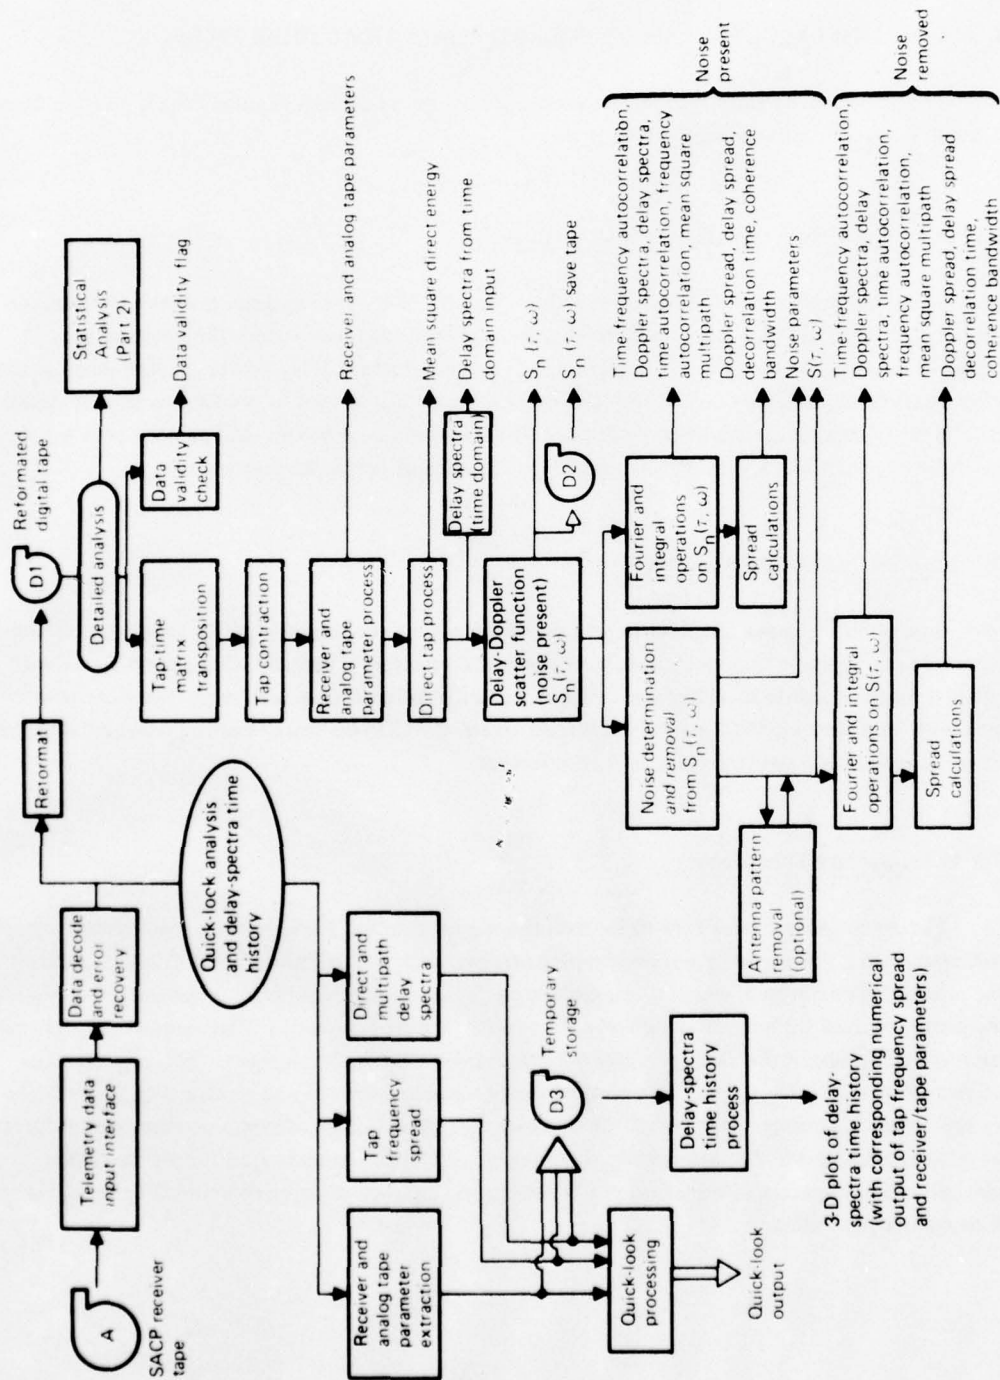 A
SACP receiver
tape
Telemetry data
input interface
Data decode
and error
recovery
Reformat
D1
Reformated
digital tape
Quick-look analysis
and delay-spectra time
history
Receiver and
analog tape
parameter
extraction
Tap
frequency
spread
Direct and
multipath
delay
spectra
D3
Temporary
storage
Quick-look
processing
Quick-look
output
Delay-spectra
time history
process
3-D plot of delay-
spectra time history
(with corresponding numerical
output of tap frequency spread
and receiver/tape parameters)
Detailed analysis
Statistical
Analysis
(Part 2)
Data
validity
check
Data validity flag
Tap-time
matrix
transposition
Tap contraction
Receiver and
analog tape
parameter process
Receiver and analog tape parameters
Direct tap process
Mean square direct energy
Delay spectra
(time domain)
Delay spectra from time
domain input
Delay-Doppler
scatter function
(noise present)
Sn (τ, ω)
Sn (τ, ω)
D2
Sn (τ, ω) save tape
Noise determination
and removal
from Sn (τ, ω)
Fourier and
integral
operations
on Sn (τ, ω)
Spread
calculations
Time-frequency autocorrelation,
Doppler spectra, delay spectra,
time autocorrelation, frequency
autocorrelation, mean square
multipath
Doppler spread, delay spread,
decorrelation time, coherence
bandwidth
Noise parameters
S(τ, ω)
Noise
present
Antenna pattern
removal
(optional)
Fourier and integral
operations on S(τ, ω)
Spread
calculations
Time-frequency autocorrelation,
Doppler spectra, delay
spectra, time autocorrelation,
frequency autocorrelation,
mean square multipath
Doppler spread, delay spread
decorrelation time,
coherence bandwidth
Noise
removed